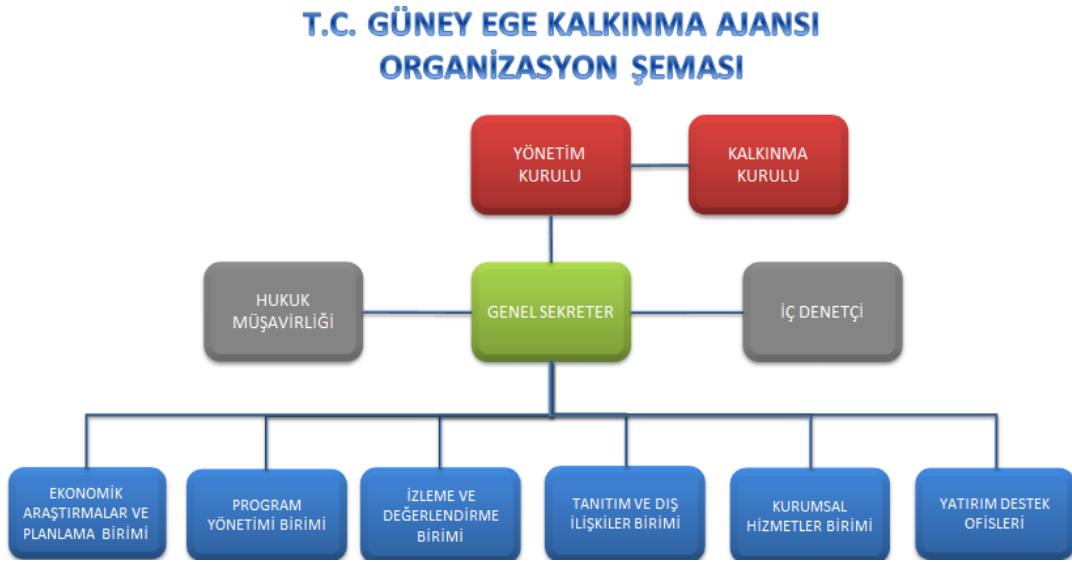 T.C. GÜNEY EGE KALKINMA AJANSI
ORGANİZASYON ŞEMASI
YÖNETİM
KURULU
KALKINMA
KURULU
HUKUK
MÜŞAVİRLİĞİ
GENEL SEKRETER
İÇ DENETÇİ
EKONOMİK
ARAŞTIRMALAR VE
PLANLAMA BİRİMİ
PROGRAM
YÖNETİMİ BİRİMİ
İZLEME VE
DEĞERLENDİRME
BİRİMİ
TANITIM VE DIŞ
İLİŞKİLER BİRİMİ
KURUMSAL
HİZMETLER BİRİMİ
YATIRIM DESTEK
OFİSLERİ